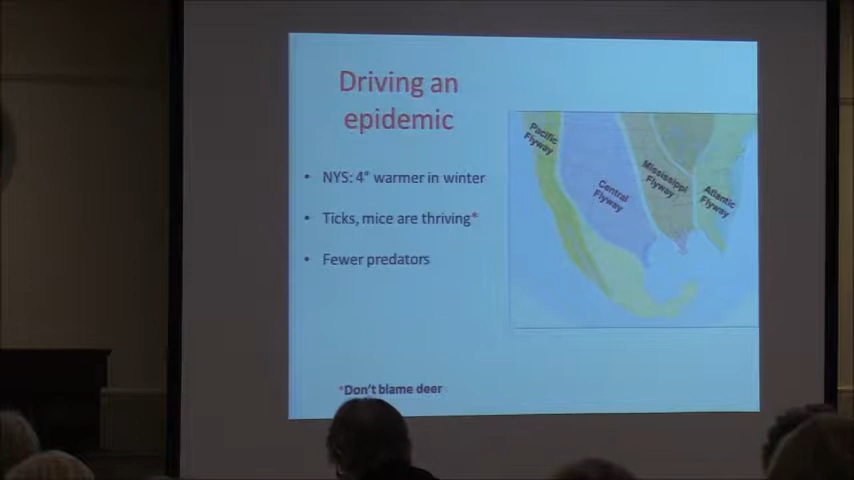 Driving an
epidemic
• NYS: 4° warmer in winter
• Ticks, mice are thriving*
• Fewer predators
*Don't blame deer
Pacific
Flyway
Central
Flyway
Mississippi
Flyway
Atlantic
Flyway